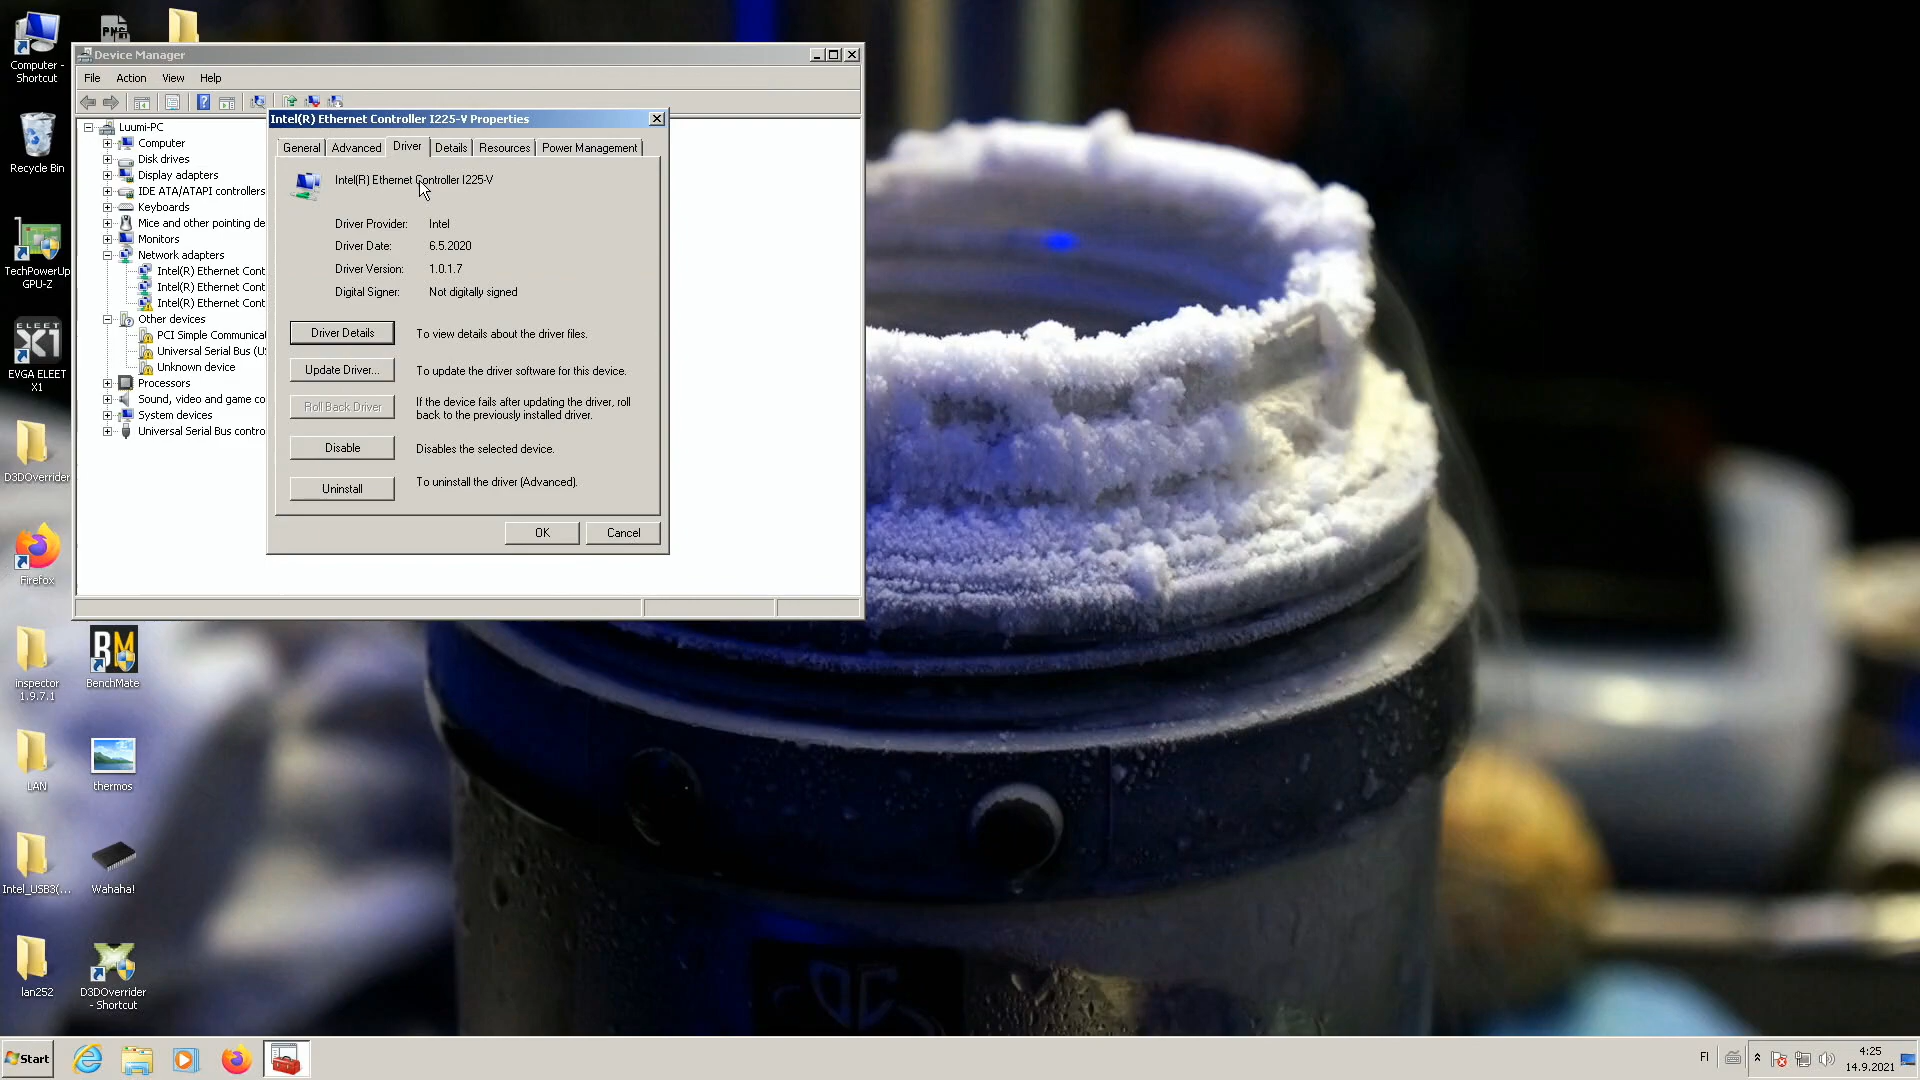 Computer -
Shortcut
Recycle Bin
TechPowerUp
GPU-Z
EVGA ELEET
X1
D3DOverrider
Firefox
inspector
1.9.7.1
LAN
Intel_USB3(...
lan252
PNG
BM
BenchMate
thermos
Wahaha!
D3DOverrider
- Shortcut
Device Manager
File Action View Help
Luumi-PC
Computer
Disk drives
Display adapters
IDE ATA/ATAPI controllers
Keyboards
Mice and other pointing de
Monitors
Network adapters
Intel(R) Ethernet Cont
Intel(R) Ethernet Cont
Intel(R) Ethernet Cont
Other devices
PCI Simple Communica
Universal Serial Bus (US
Unknown device
Processors
Sound, video and game co
System devices
Universal Serial Bus contro
Intel(R) Ethernet Controller I225-V Properties
General Advanced Driver Details Resources Power Management
Intel(R) Ethernet Controller I225-V
Driver Provider: Intel
Driver Date: 6.5.2020
Driver Version: 1.0.1.7
Digital Signer: Not digitally signed
Driver Details To view details about the driver files.
Update Driver... To update the driver software for this device.
Roll Back Driver If the device fails after updating the driver, roll
back to the previously installed driver.
Disable Disables the selected device.
Uninstall To uninstall the driver (Advanced).
OK Cancel
Start
FI
4:25
14.9.2021